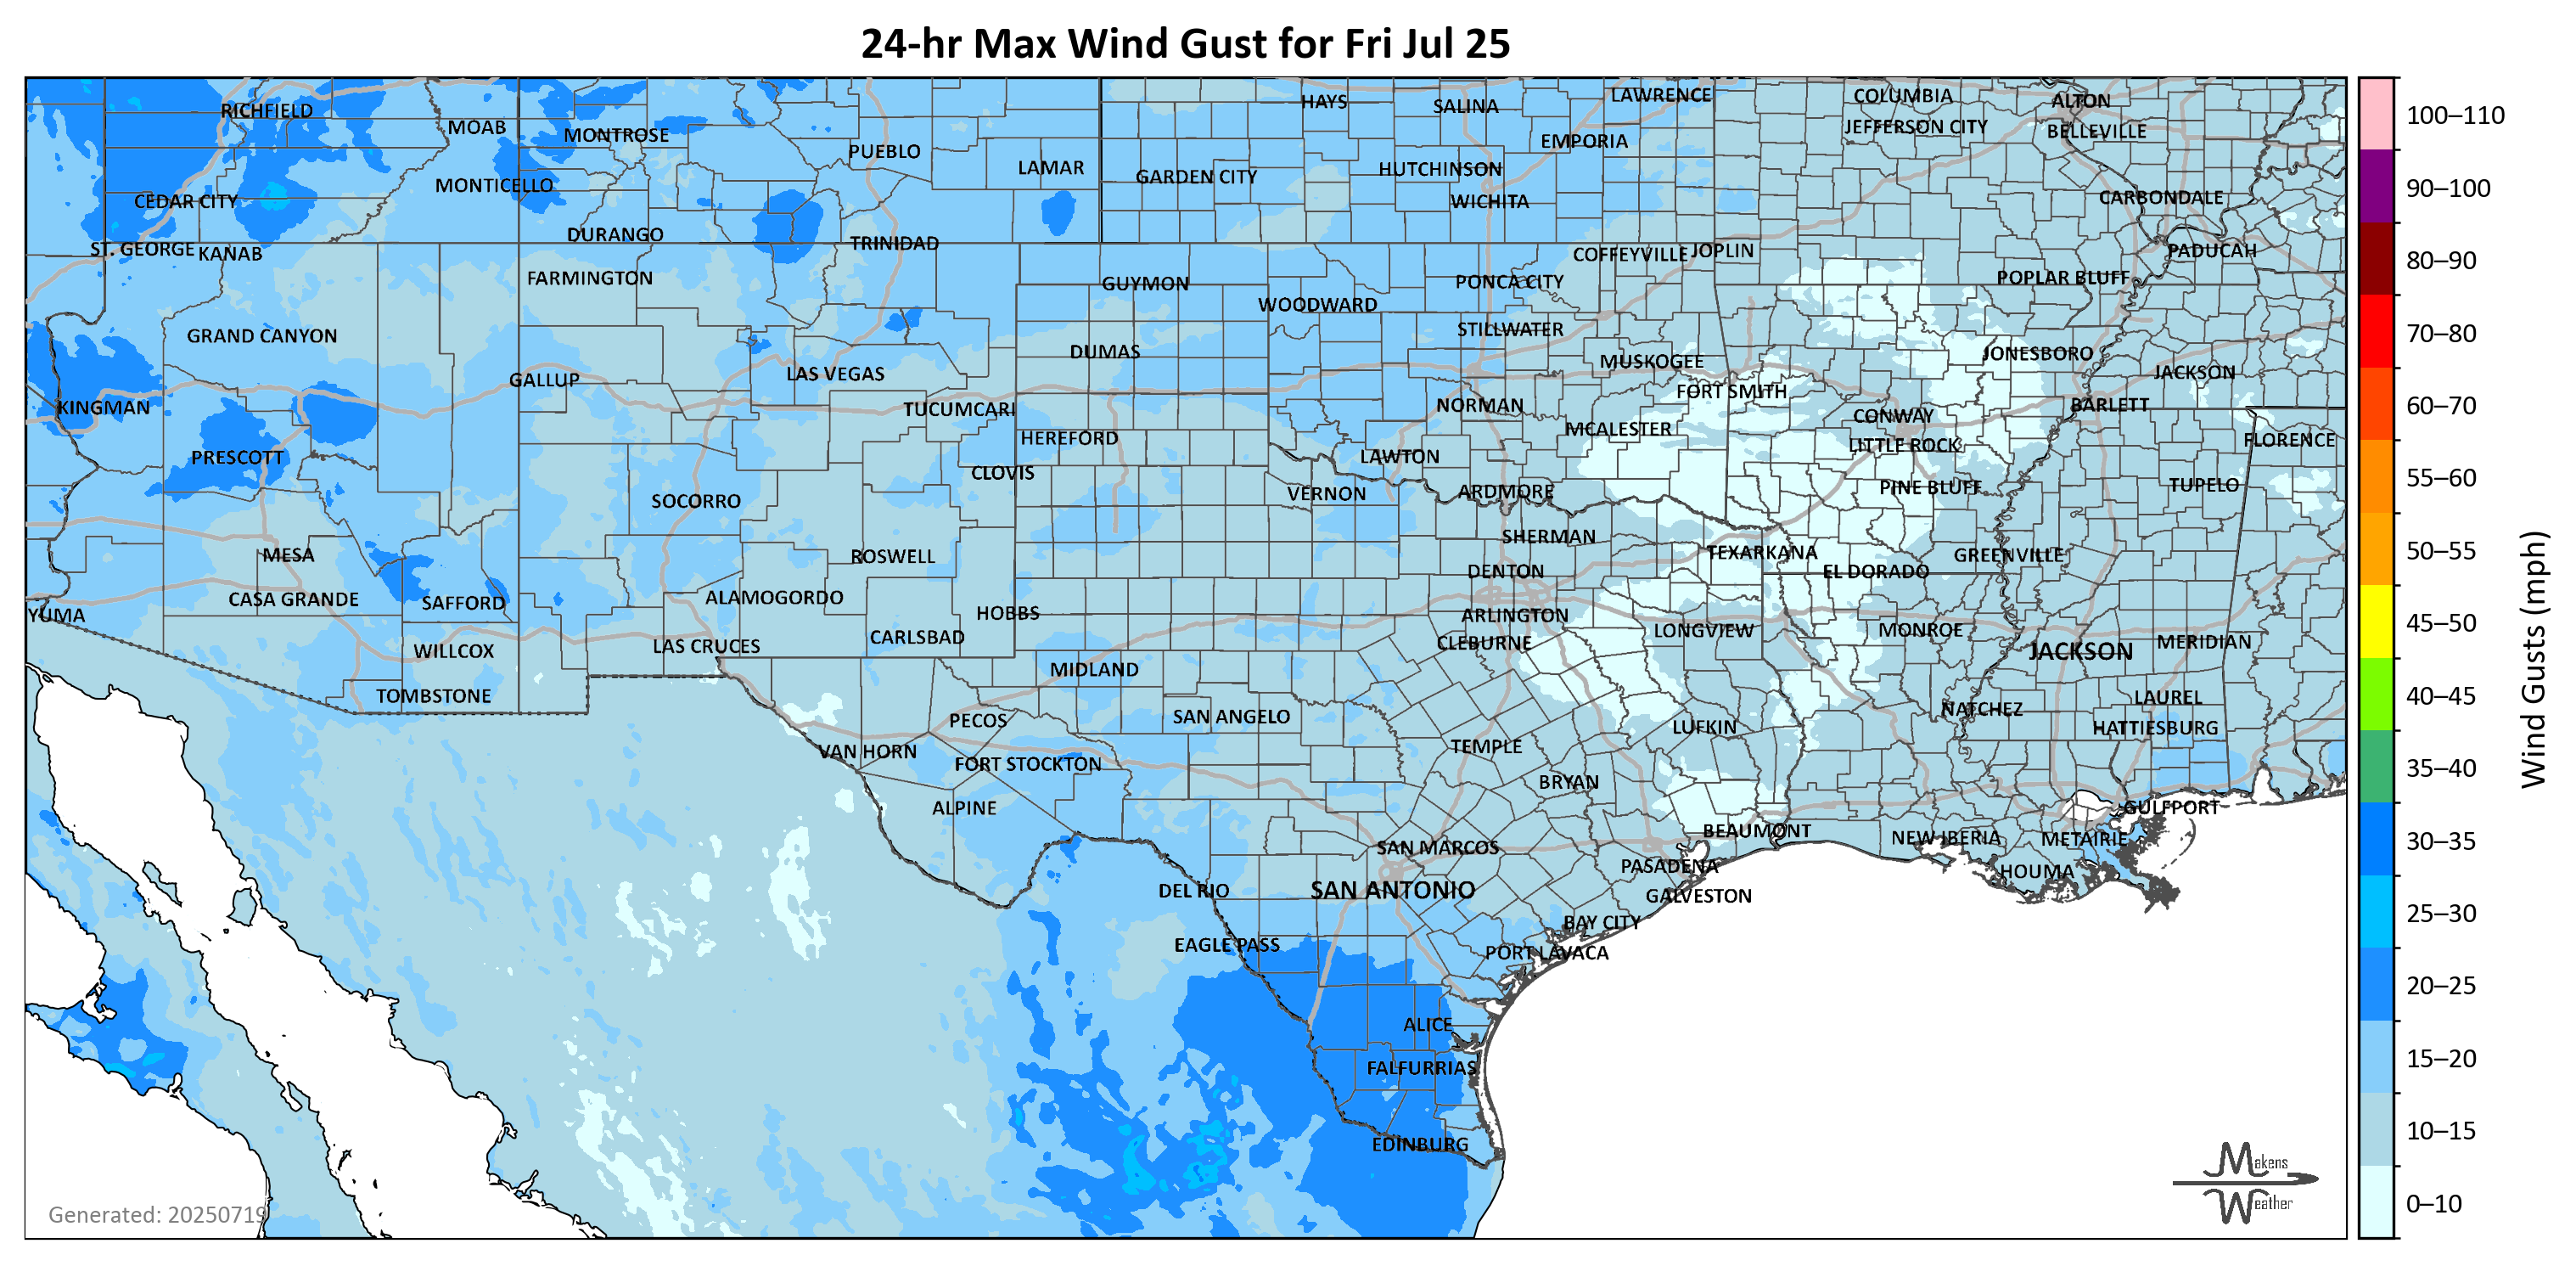 24-hr Max Wind Gust for Fri Jul 25
RICHFIELD
MOAB
MONTROSE
PUEBLO
LAMAR
HAYS
SALINA
LAWRENCE
EMPORIA
COLUMBIA
JEFFERSON CITY
ALTON
BELLEVILLE
MONTICELLO
CEDAR CITY
GARDEN CITY
HUTCHINSON
WICHITA
CARBONDALE
ST. GEORGE
KANAB
DURANGO
TRINIDAD
COFFEYVILLE
JOPLIN
PADUCAH
FARMINGTON
GUYMON
PONCA CITY
POPLAR BLUFF
WOODWARD
GRAND CANYON
STILLWATER
DUMAS
MUSKOGEE
JONESBORO
GALLUP
LAS VEGAS
JACKSON
KINGMAN
TUCUMCARI
NORMAN
FORT SMITH
CONWAY
BARLETT
HEREFORD
MCALESTER
LITTLE ROCK
FLORENCE
PRESCOTT
CLOVIS
LAWTON
SOCORRO
VERNON
ARDMORE
PINE BLUFF
TUPELO
MESA
ROSWELL
SHERMAN
TEXARKANA
GREENVILLE
DENTON
EL DORADO
CASA GRANDE
SAFFORD
ALAMOGORDO
HOBBS
YUMA
ARLINGTON
WILLCOX
LAS CRUCES
CARLSBAD
CLEBURNE
LONGVIEW
MONROE
JACKSON
MERIDIAN
TOMBSTONE
MIDLAND
PECOS
SAN ANGELO
LAUREL
NATCHEZ
HATTIESBURG
VAN HORN
FORT STOCKTON
TEMPLE
LUFKIN
BRYAN
ALPINE
GULFPORT
SAN MARCOS
BEAUMONT
NEW IBERIA
METAIRIE
PASADENA
HOUMA
DEL RIO
SAN ANTONIO
GALVESTON
BAY CITY
EAGLE PASS
PORT LAVACA
ALICE
FALFURRIAS
EDINBURG
Generated: 20250719
Makens
Weather
100–110
90–100
80–90
70–80
60–70
55–60
50–55
45–50
40–45
35–40
30–35
25–30
20–25
15–20
10–15
0–10
Wind Gusts (mph)